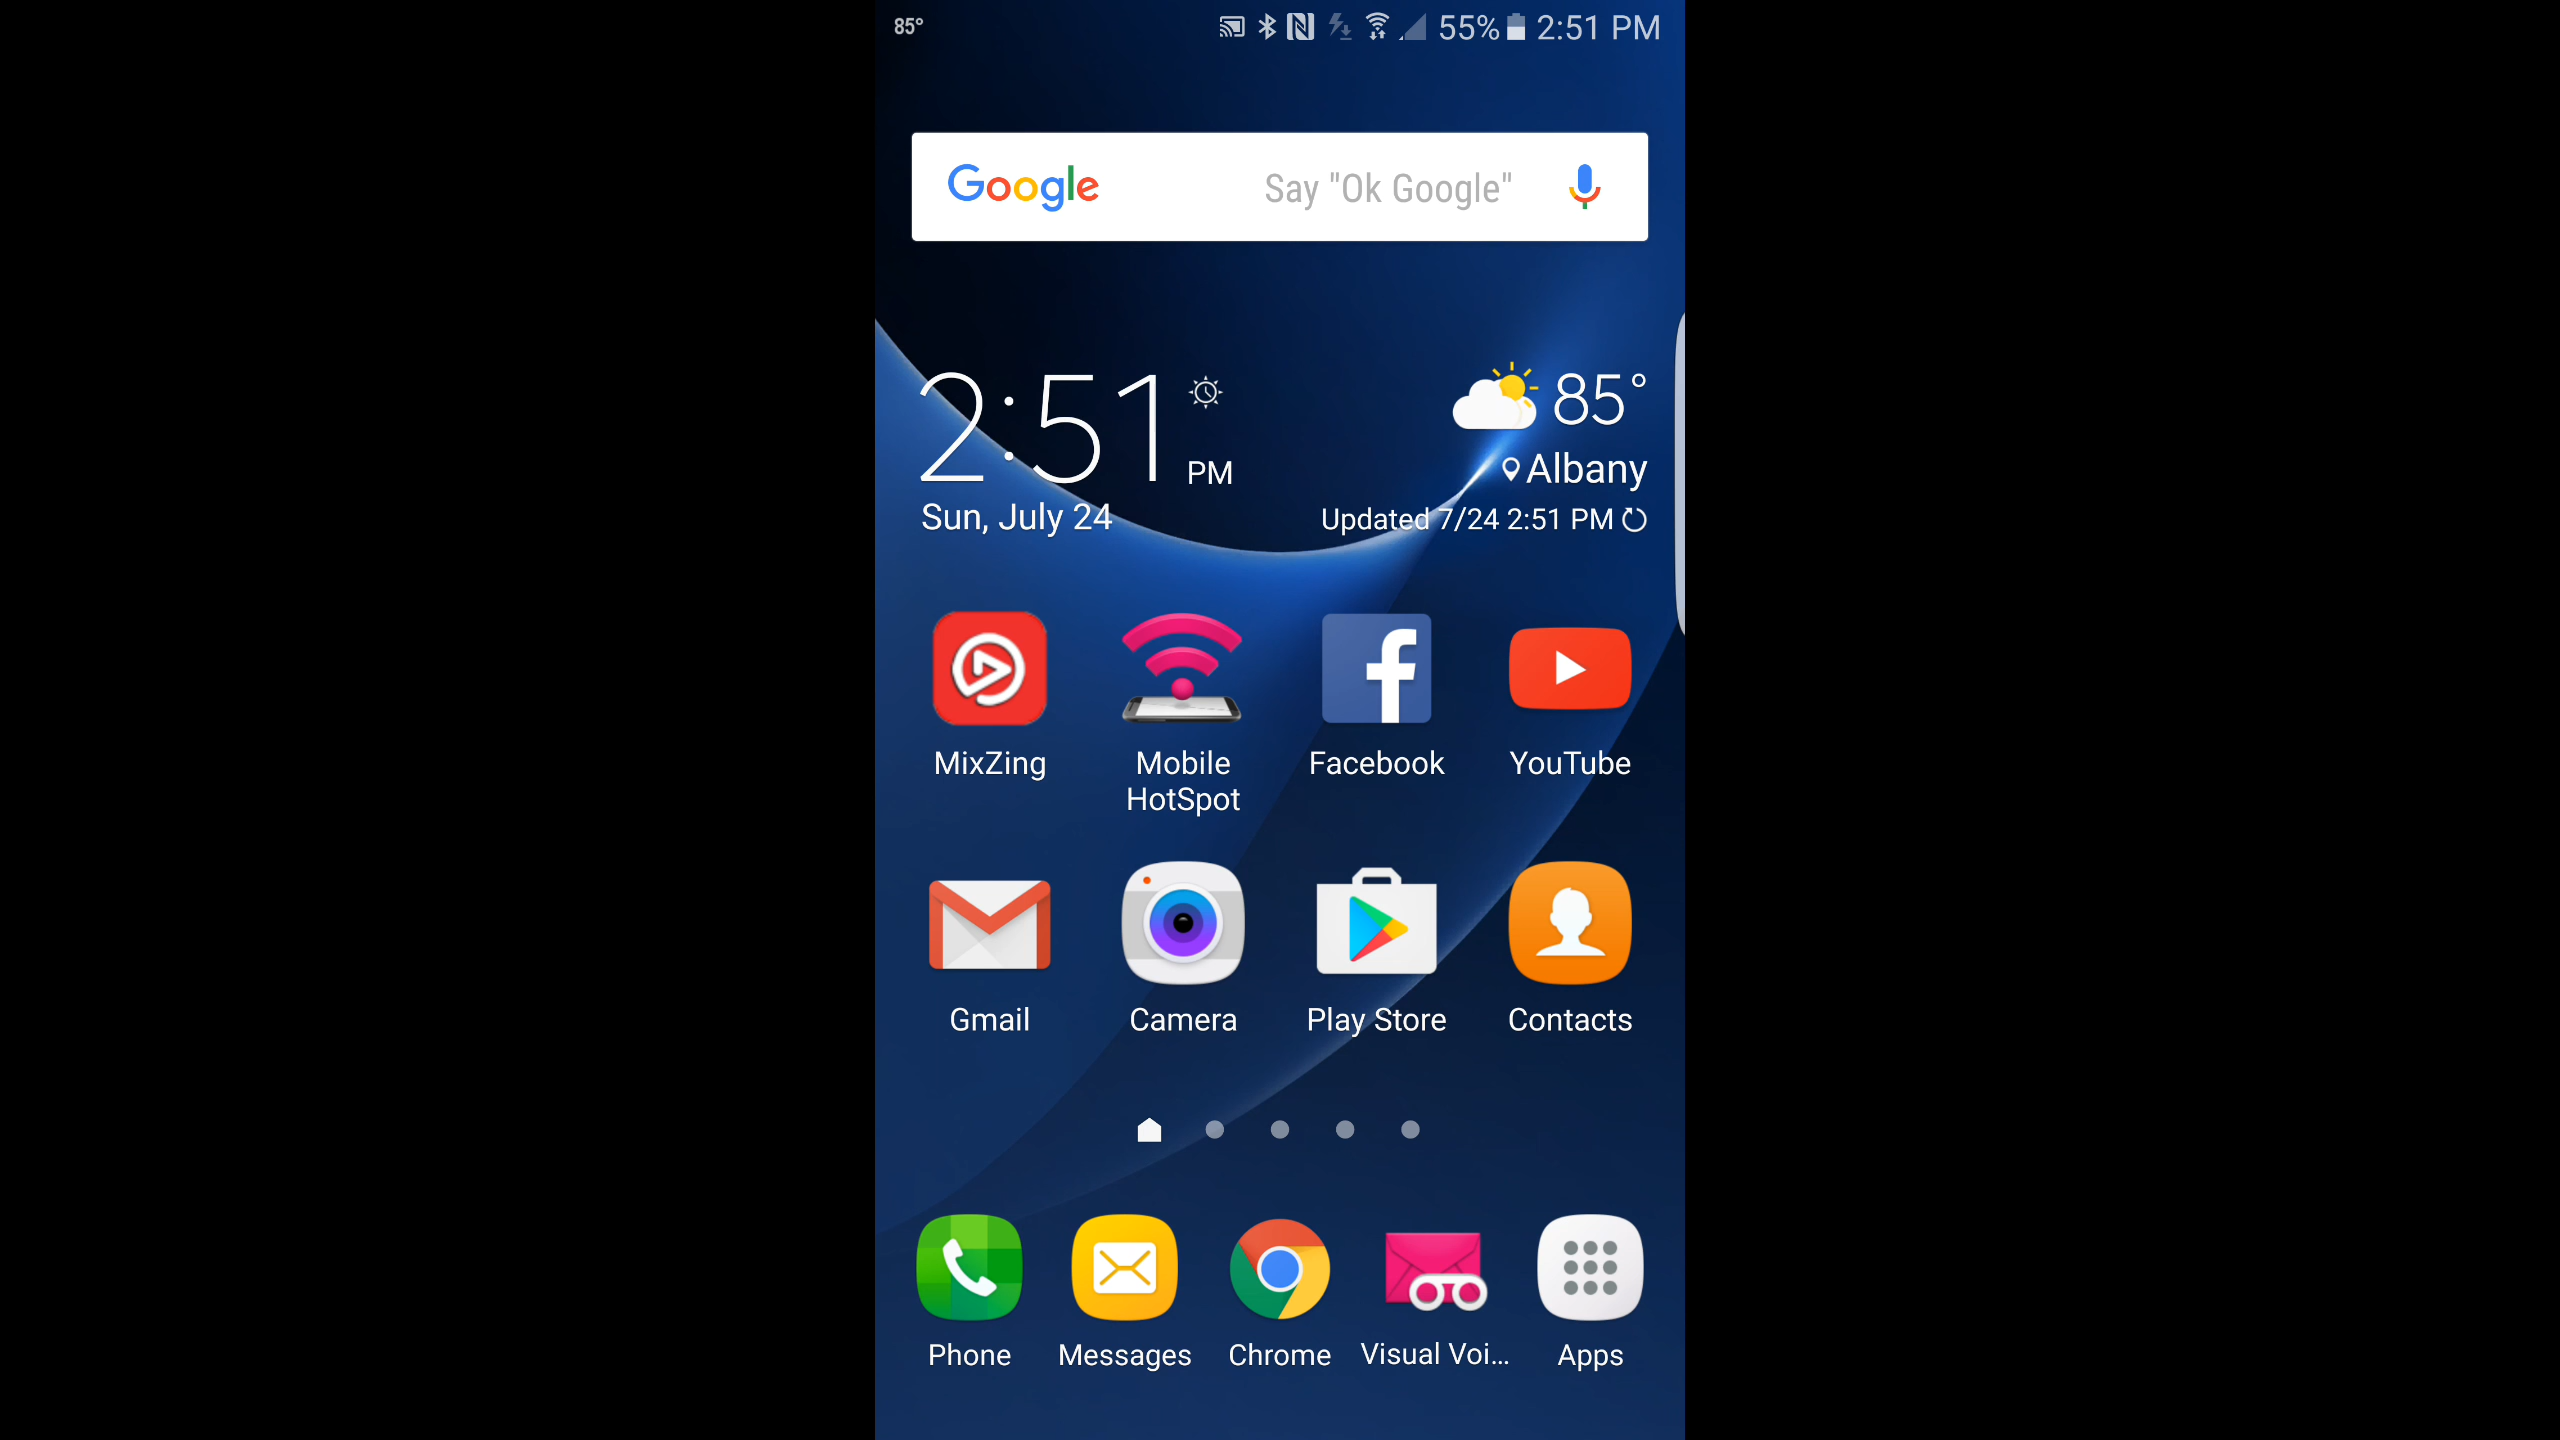 85°
55% 2:51 PM
Google Say "Ok Google"
2:51 PM
85°
Albany
Sun, July 24
Updated 7/24 2:51 PM
MixZing
Mobile
HotSpot
Facebook
YouTube
Gmail
Camera
Play Store
Contacts
Phone
Messages
Chrome
Visual Voi...
Apps